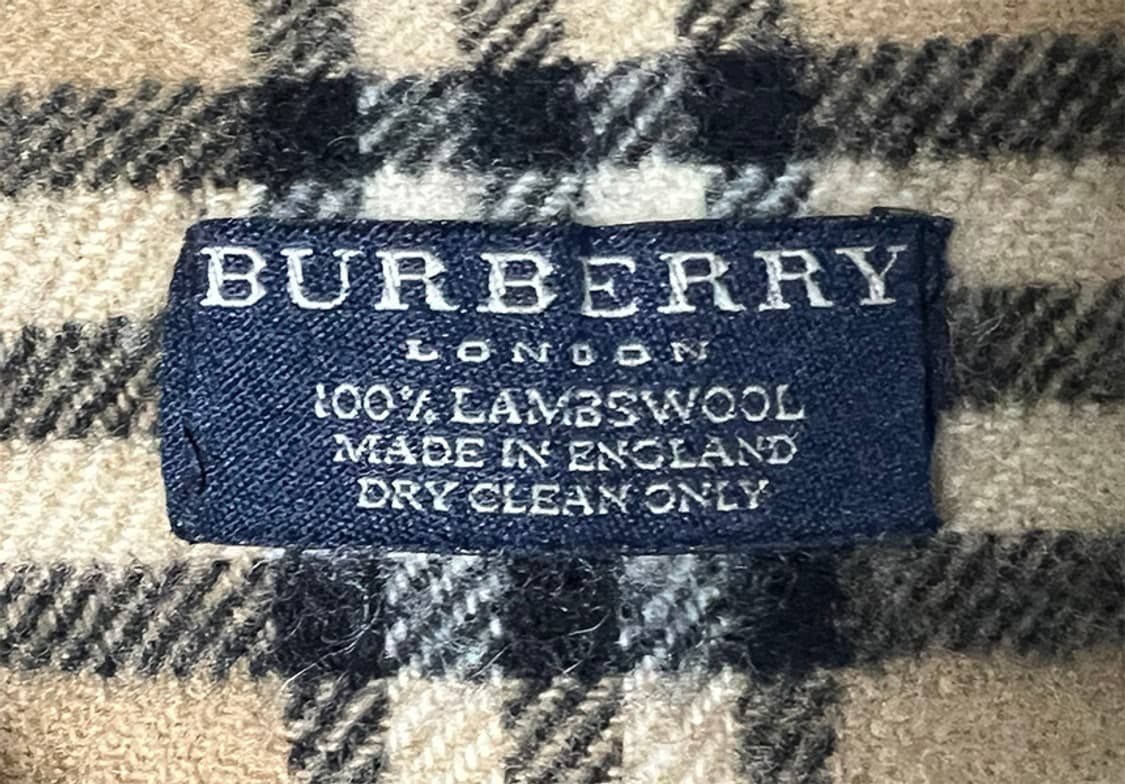 BURBERRY
LONDON
100% LAMBSWOOL
MADE IN ENGLAND
DRY CLEAN ONLY